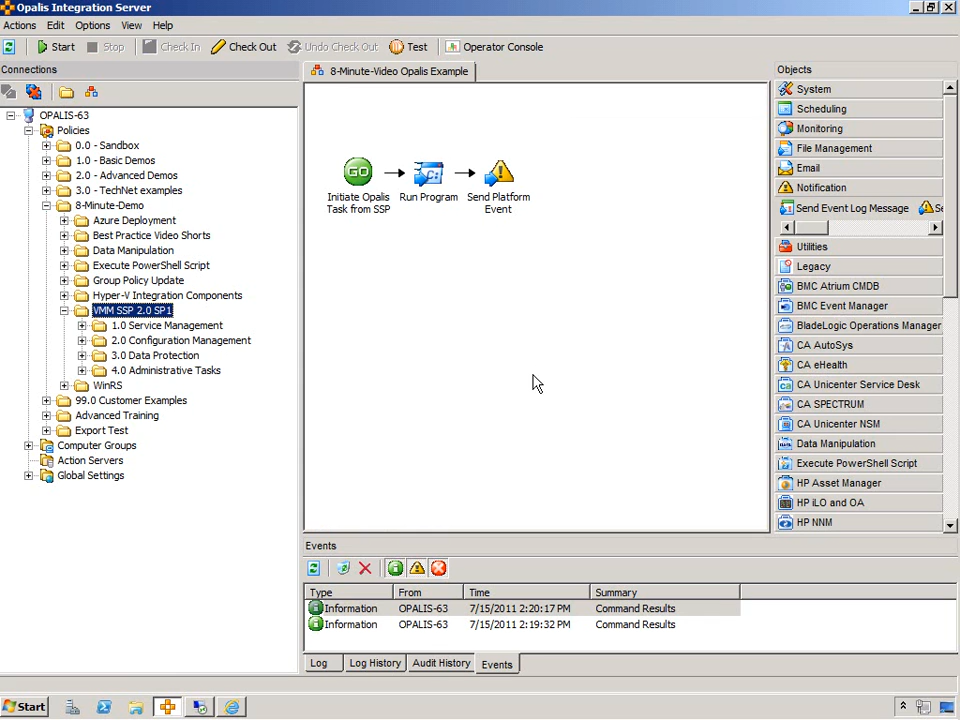 Opalis Integration Server
Actions Edit Options View Help
Start Stop Check In Check Out Undo Check Out Test Operator Console
Connections
OPALIS-63
Policies
0.0 - Sandbox
1.0 - Basic Demos
2.0 - Advanced Demos
3.0 - TechNet examples
8-Minute-Demo
Azure Deployment
Best Practice Video Shorts
Data Manipulation
Execute PowerShell Script
Group Policy Update
Hyper-V Integration Components
VMM SSP 2.0 SP1
1.0 Service Management
2.0 Configuration Management
3.0 Data Protection
4.0 Administrative Tasks
WinRS
99.0 Customer Examples
Advanced Training
Export Test
Computer Groups
Action Servers
Global Settings
8-Minute-Video Opalis Example
GO
Initiate Opalis
Task from SSP
C:
Run Program
Send Platform
Event
Objects
System
Scheduling
Monitoring
File Management
Email
Notification
Send Event Log Message Se
Utilities
Legacy
BMC Atrium CMDB
BMC Event Manager
BladeLogic Operations Manager
CA AutoSys
CA eHealth
CA Unicenter Service Desk
CA SPECTRUM
CA Unicenter NSM
Data Manipulation
Execute PowerShell Script
HP Asset Manager
HP iLO and OA
HP NNM
Events
Type From Time Summary
Information OPALIS-63 7/15/2011 2:20:17 PM Command Results
Information OPALIS-63 7/15/2011 2:19:32 PM Command Results
Log Log History Audit History Events
Start